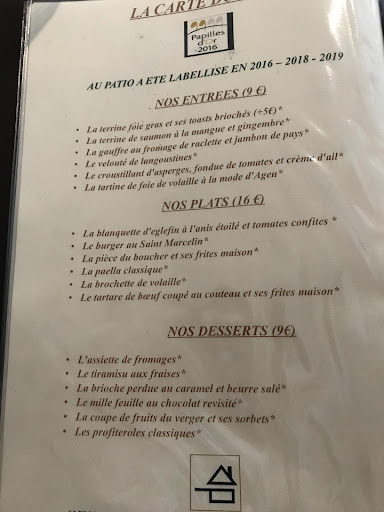 LA CARTE DU
Papilles
d'Or
2016
AU PATIO A ETE LABELLISE EN 2016 – 2018 - 2019
NOS ENTREES (9 €)
• La terrine foie gras et ses toasts briochés (+5€)*
• La terrine de saumon à la mangue et gingembre*
• La gauffre au fromage de raclette et jambon de pays*
• Le velouté de langoustines*
• Le croustillant d'asperges, fondue de tomates et crème d'ail*
• La tartine de foie de volaille à la mode d'Agen*
NOS PLATS (16 €)
• La blanquette d'eglefin à l'anis étoilé et tomates confites *
• Le burger au Saint Marcelin*
• La pièce du boucher et ses frites maison*
• La paella classique*
• La brochette de volaille*
• Le tartare de bœuf coupé au couteau et ses frites maison*
NOS DESSERTS (9€)
• L'assiette de fromages*
• Le tiramisu aux fraises*
• La brioche perdue au caramel et beurre salé*
• Le mille feuille au chocolat revisité*
• La coupe de fruits du verger et ses sorbets*
• Les profiteroles classiques*